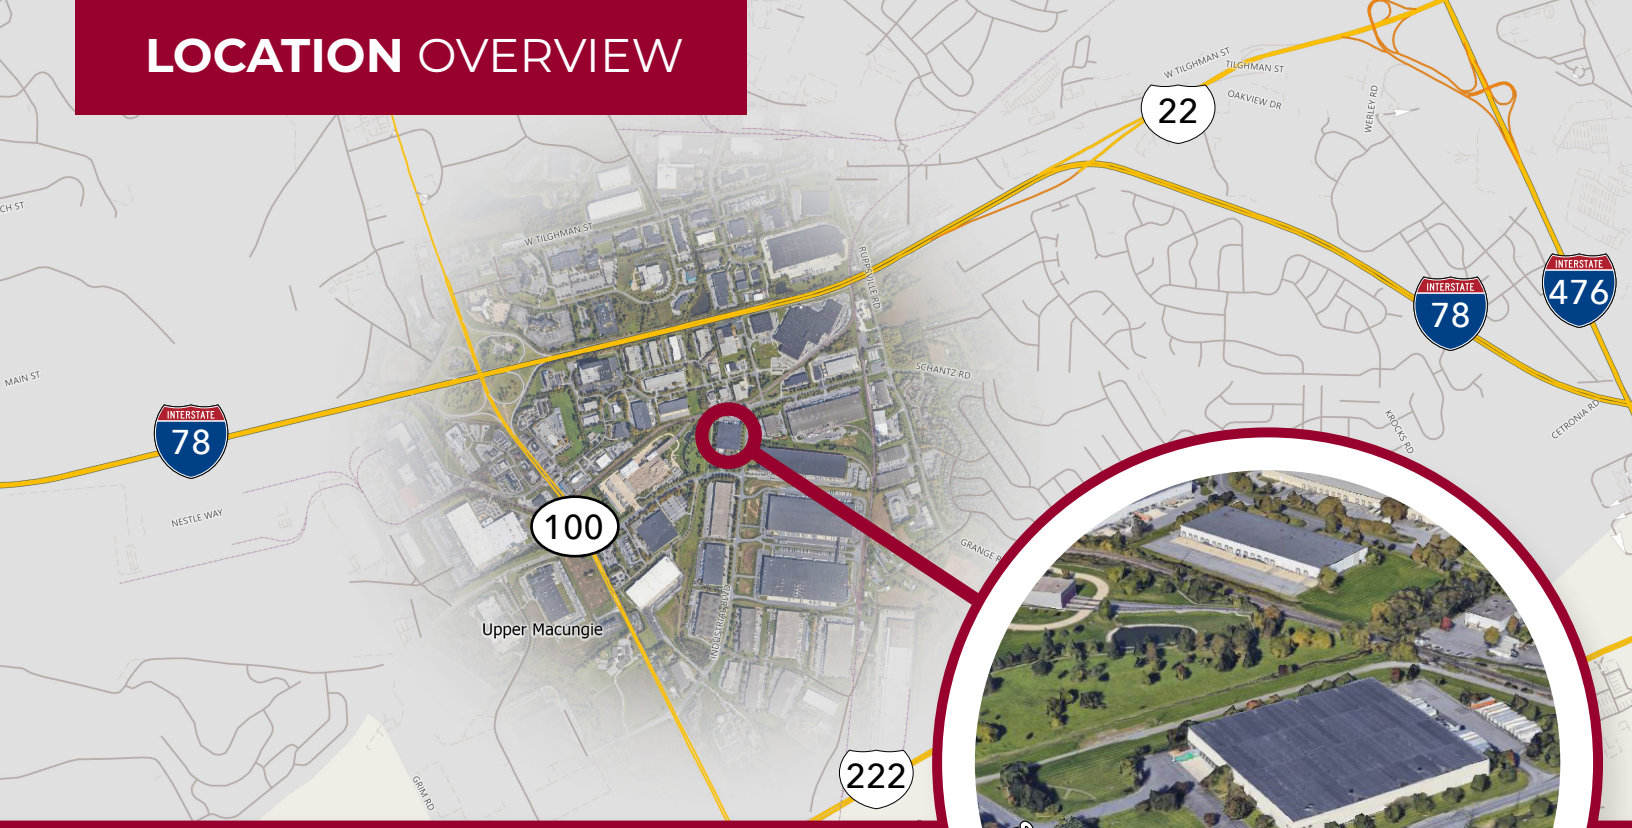 LOCATION OVERVIEW
W TILGHMAN ST
TILGHMAN ST
OAKVIEW DR
WERLEY RD
22
CH ST
W TILGHMAN ST
RUPPSVILLE RD
INTERSTATE
476
INTERSTATE
78
SCHANTZ RD
MAIN ST
INTERSTATE
78
KROCKS RD
CETRONIA RD
NESTLE WAY
100
GRANGE R
Upper Macungie
INDUSTRIAL BLVD
222
GRIM RD